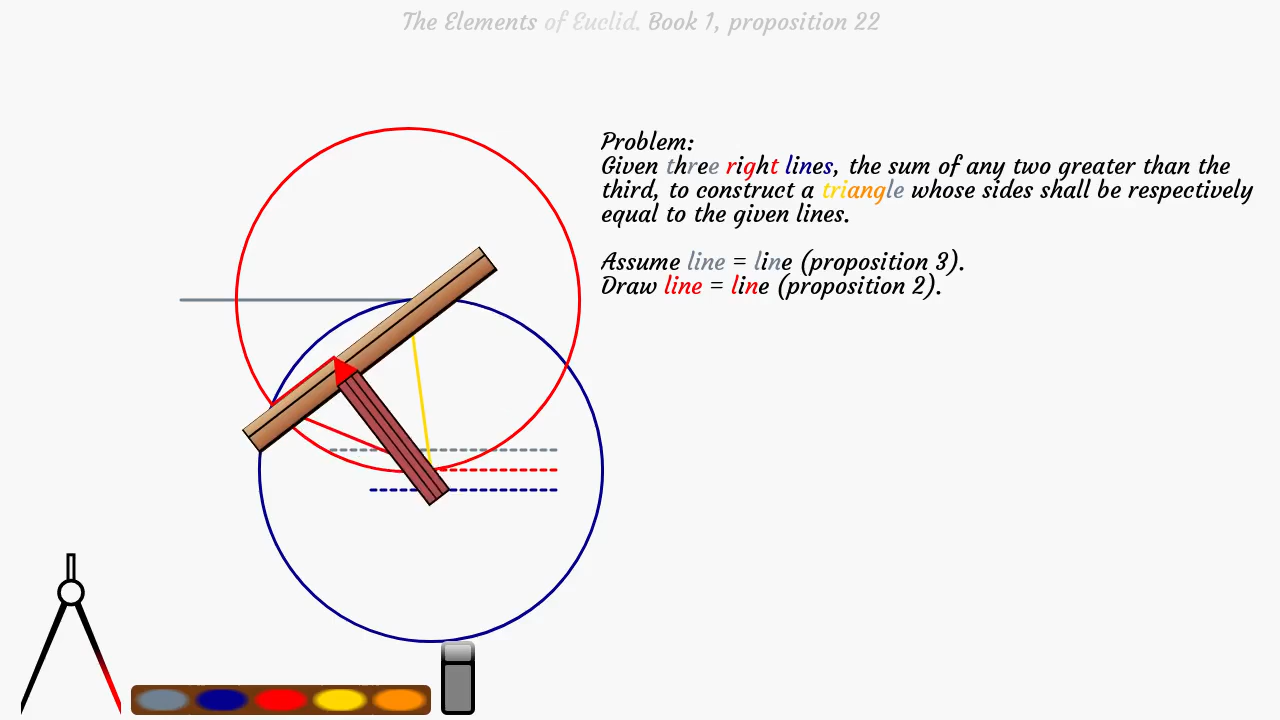 The Elements of Euclid. Book 1, proposition 22
Problem:
Given three right lines, the sum of any two greater than the
third, to construct a triangle whose sides shall be respectively
equal to the given lines.
Assume line = line (proposition 3).
Draw line = line (proposition 2).